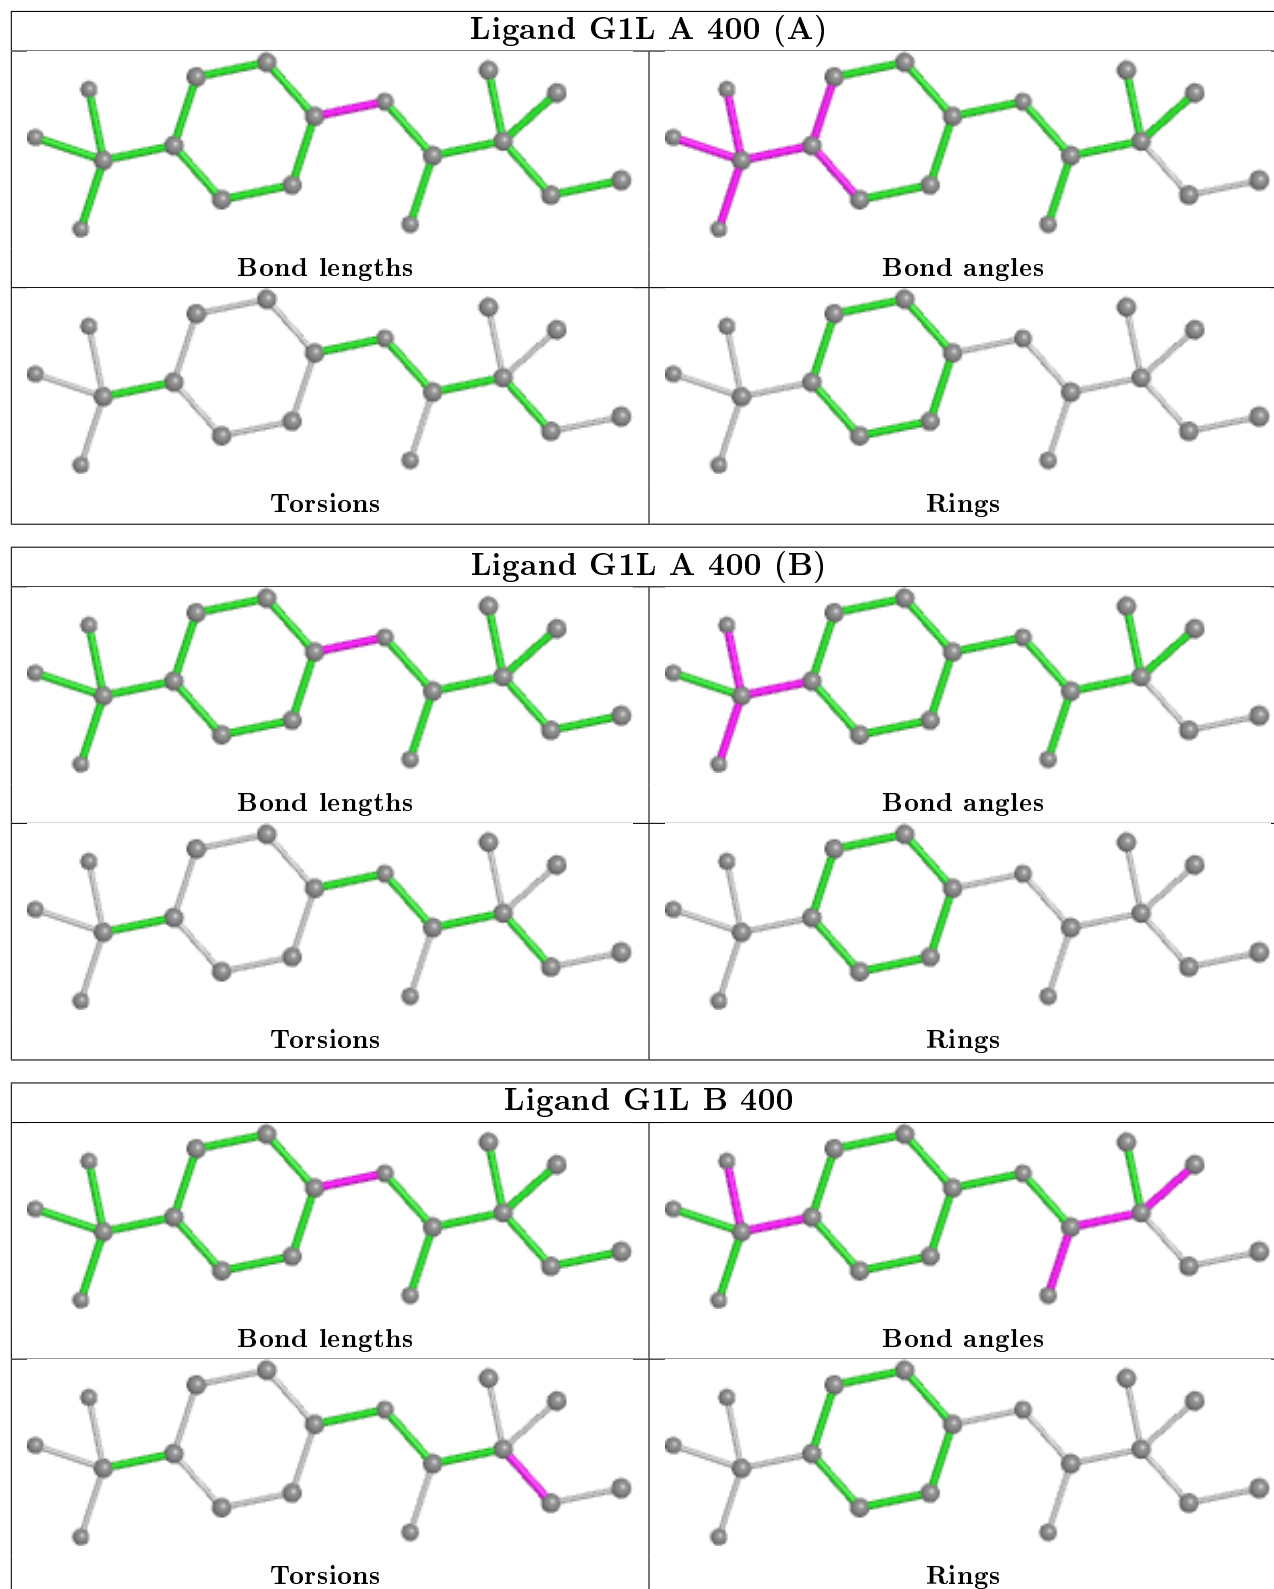 Ligand G1L A 400 (A)
Bond lengths
Bond angles
Torsions
Rings
Ligand G1L A 400 (B)
Bond lengths
Bond angles
Torsions
Rings
Ligand G1L B 400
Bond lengths
Bond angles
Torsions
Rings